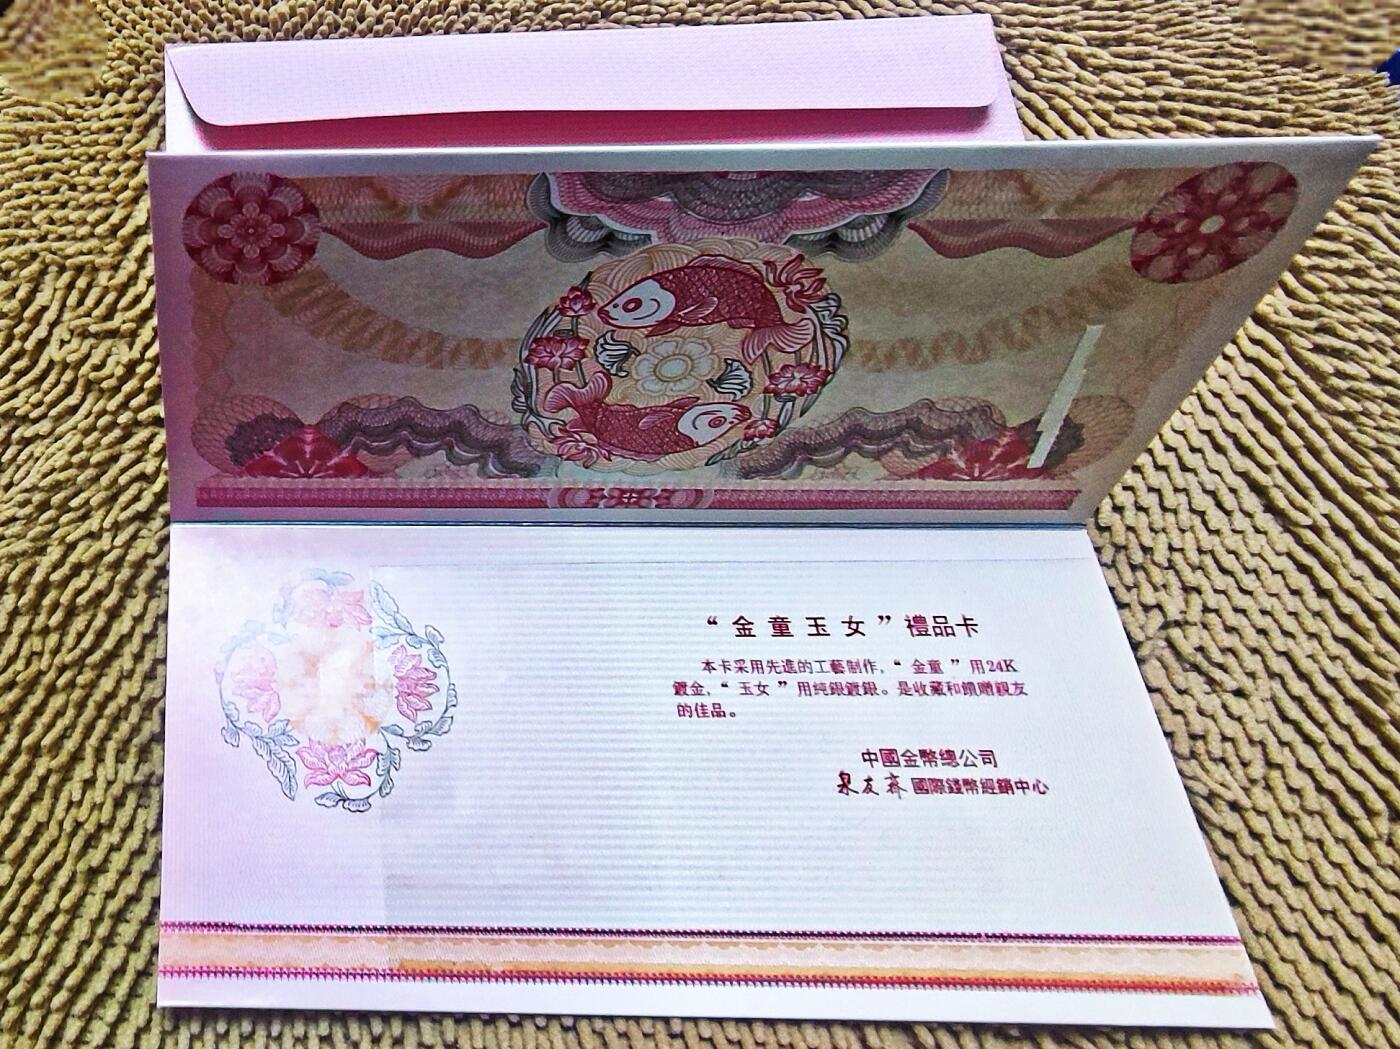 “金童玉女”禮品卡
本卡采用先進的工藝制作，“金童”用24K
鍍金，“玉女”用纯銀鍍銀。是收藏和饋贈親友
的佳品。
中國金幣總公司
泉友齋國際錢幣經銷中心